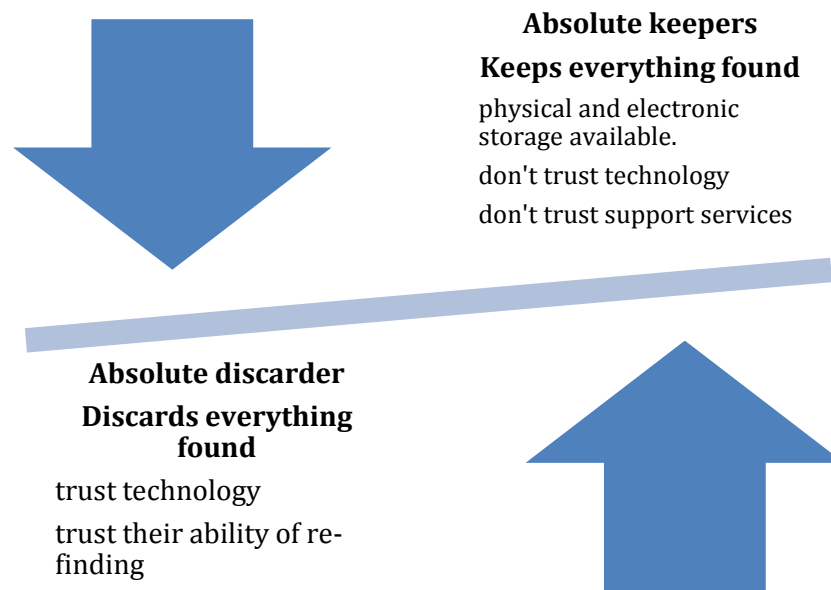 Absolute keepers
Keeps everything found
physical and electronic
storage available.
don't trust technology
don't trust support services
Absolute discarder
Discards everything
found
trust technology
trust their ability of re-
finding